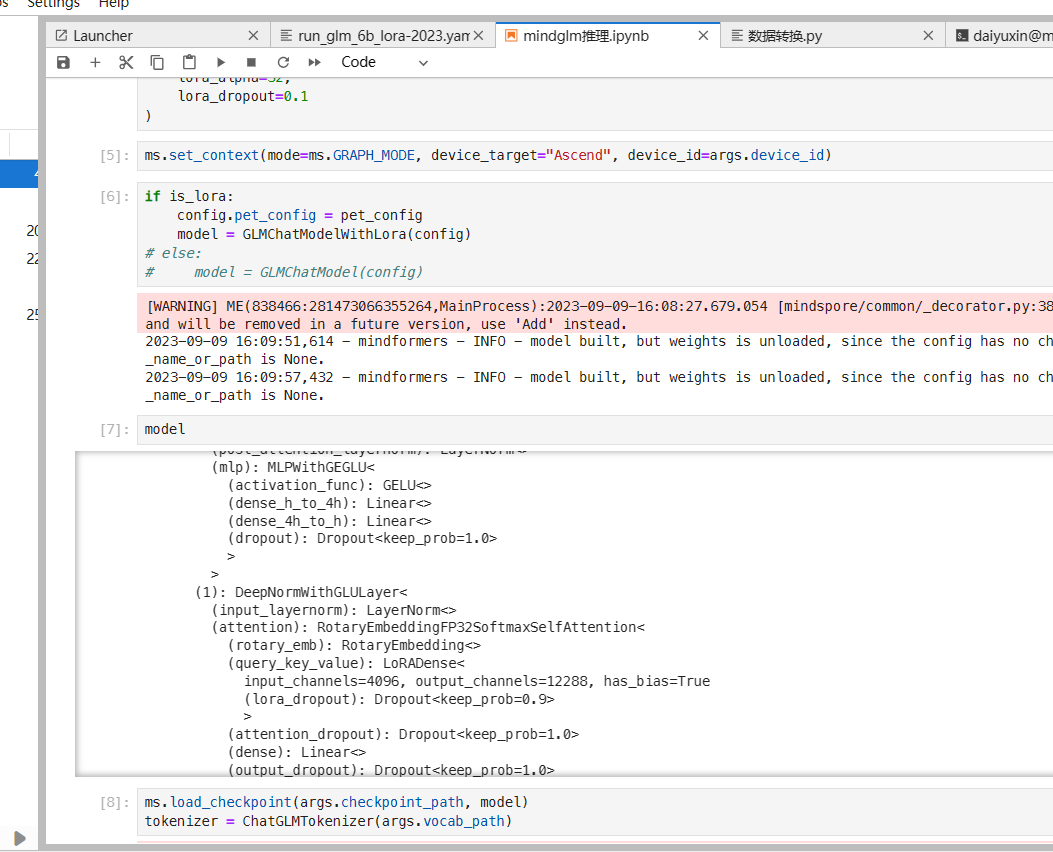 Settings Help
Launcher run_glm_6b_lora-2023.yam mindglm推理.ipynb 数据转换.py daiyuxin@m
Code
lora_alpha=32,
lora_dropout=0.1
)
[5]: ms.set_context(mode=ms.GRAPH_MODE, device_target="Ascend", device_id=args.device_id)
[6]: if is_lora:
config.pet_config = pet_config
model = GLMChatModelWithLora(config)
# else:
#     model = GLMChatModel(config)
[WARNING] ME(838466:281473066355264,MainProcess):2023-09-09-16:08:27.679.054 [mindspore/common/_decorator.py:38
and will be removed in a future version, use 'Add' instead.
2023-09-09 16:09:51,614 - mindformers - INFO - model built, but weights is unloaded, since the config has no ch
_name_or_path is None.
2023-09-09 16:09:57,432 - mindformers - INFO - model built, but weights is unloaded, since the config has no ch
_name_or_path is None.
[7]: model
(post_attention_layernorm): LayerNorm<>
(mlp): MLPWithGEGLU<
(activation_func): GELU<>
(dense_h_to_4h): Linear<>
(dense_4h_to_h): Linear<>
(dropout): Dropout<keep_prob=1.0>
>
>
(1): DeepNormWithGLULayer<
(input_layernorm): LayerNorm<>
(attention): RotaryEmbeddingFP32SoftmaxSelfAttention<
(rotary_emb): RotaryEmbedding<>
(query_key_value): LoRADense<
input_channels=4096, output_channels=12288, has_bias=True
(lora_dropout): Dropout<keep_prob=0.9>
>
(attention_dropout): Dropout<keep_prob=1.0>
(dense): Linear<>
(output_dropout): Dropout<keep_prob=1.0>
[8]: ms.load_checkpoint(args.checkpoint_path, model)
tokenizer = ChatGLMTokenizer(args.vocab_path)